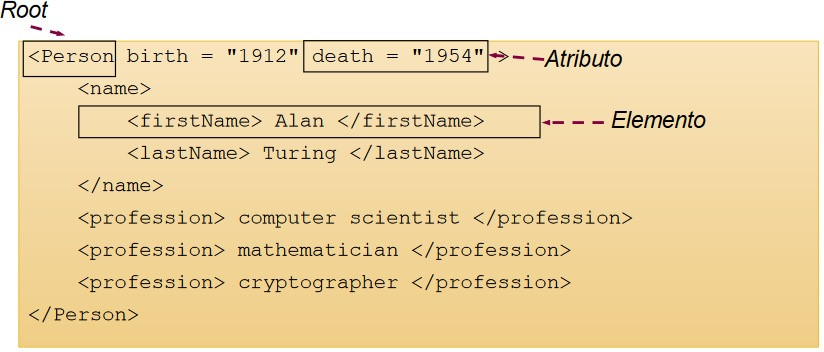 Root
<Person birth = "1912" death = "1954" > Atributo
<name>
<firstName> Alan </firstName> Elemento
<lastName> Turing </lastName>
</name>
<profession> computer scientist </profession>
<profession> mathematician </profession>
<profession> cryptographer </profession>
</Person>